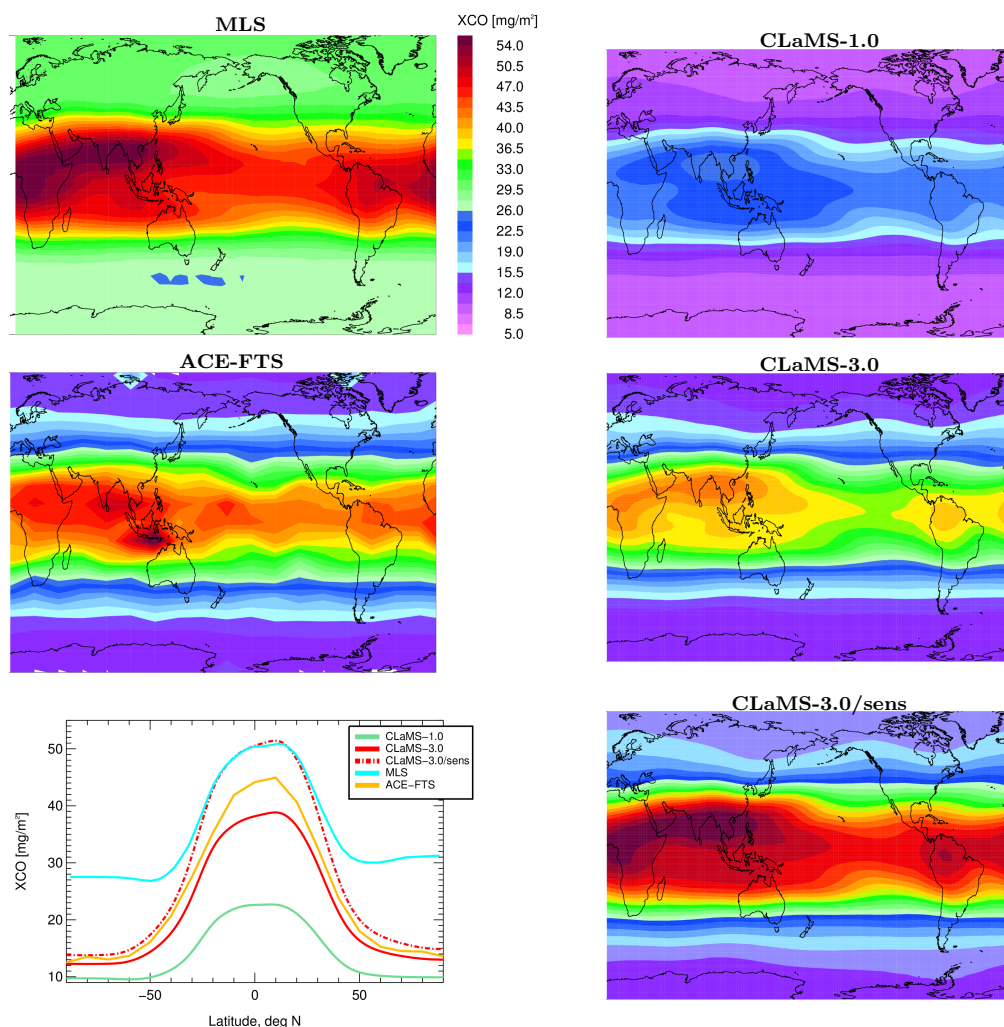 MLS
XCO [mg/m²]
54.0
50.5
47.0
43.5
40.0
36.5
33.0
29.5
26.0
22.5
19.0
15.5
12.0
8.5
5.0
CLaMS-1.0
ACE-FTS
CLaMS-3.0
CLaMS-1.0
CLaMS-3.0
CLaMS-3.0/sens
MLS
ACE-FTS
50
40
30
20
10
XCO [mg/m²]
-50
0
50
Latitude, deg N
CLaMS-3.0/sens